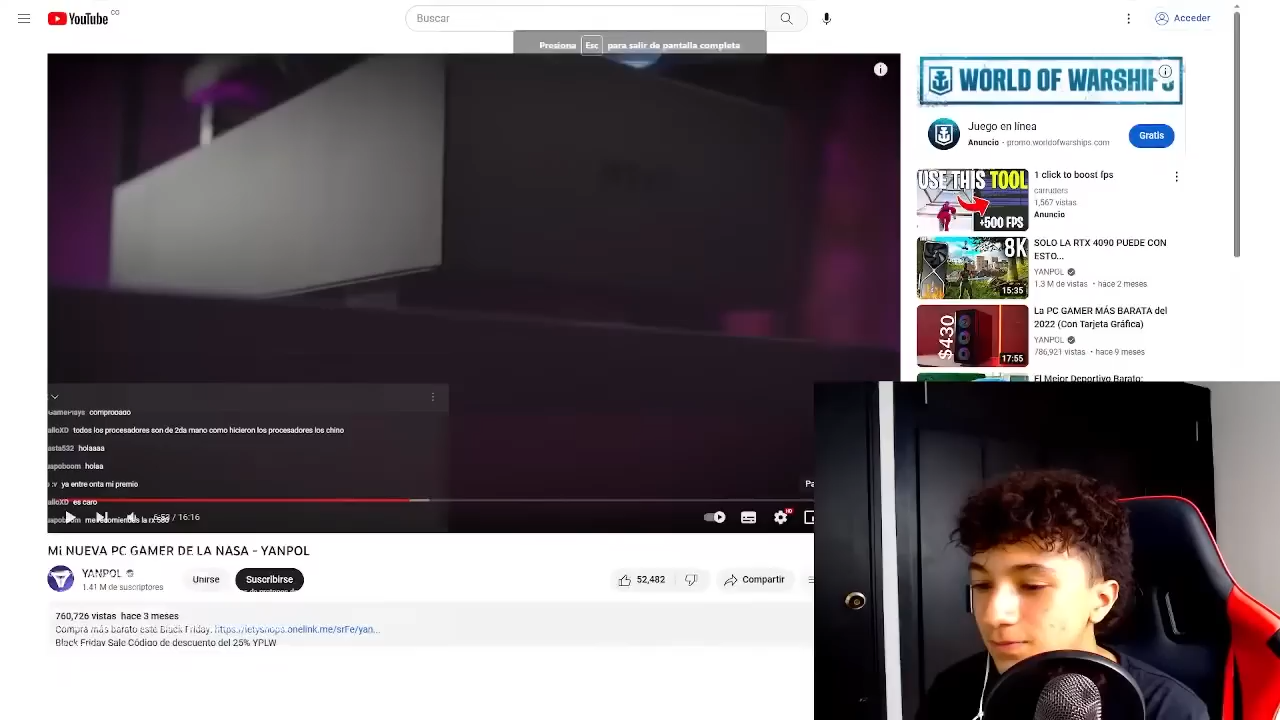 YouTube CO
Buscar
Acceder
Presiona Esc para salir de pantalla completa
WORLD OF WARSHIPS
Juego en línea
Anuncio · promo.worldofwarships.com
Gratis
USE THIS TOOL
+500 FPS
1 click to boost fps
carruders
1,567 vistas
Anuncio
8K
15:35
SOLO LA RTX 4090 PUEDE CON
ESTO...
YANPOL
1.3 M de vistas · hace 2 meses
$430
17:55
La PC GAMER MÁS BARATA del
2022 (Con Tarjeta Gráfica)
YANPOL
786,921 vistas · hace 9 meses
El Mejor Deportivo Barato:
comprobado
todos los procesadores son de 2da mano como hicieron los procesadores los chino
holaaaa
holaa
:v ya entre onta mi premio
es caro
me recomiendas la rx 580
/ 16:16
HD
Mi NUEVA PC GAMER DE LA NASA - YANPOL
YANPOL
1.41 M de suscriptores
Unirse
Suscribirse
52,482
Compartir
760,726 vistas hace 3 meses
Compra más barato este Black Friday:
Black Friday Sale Código de descuento del 25% YPLW